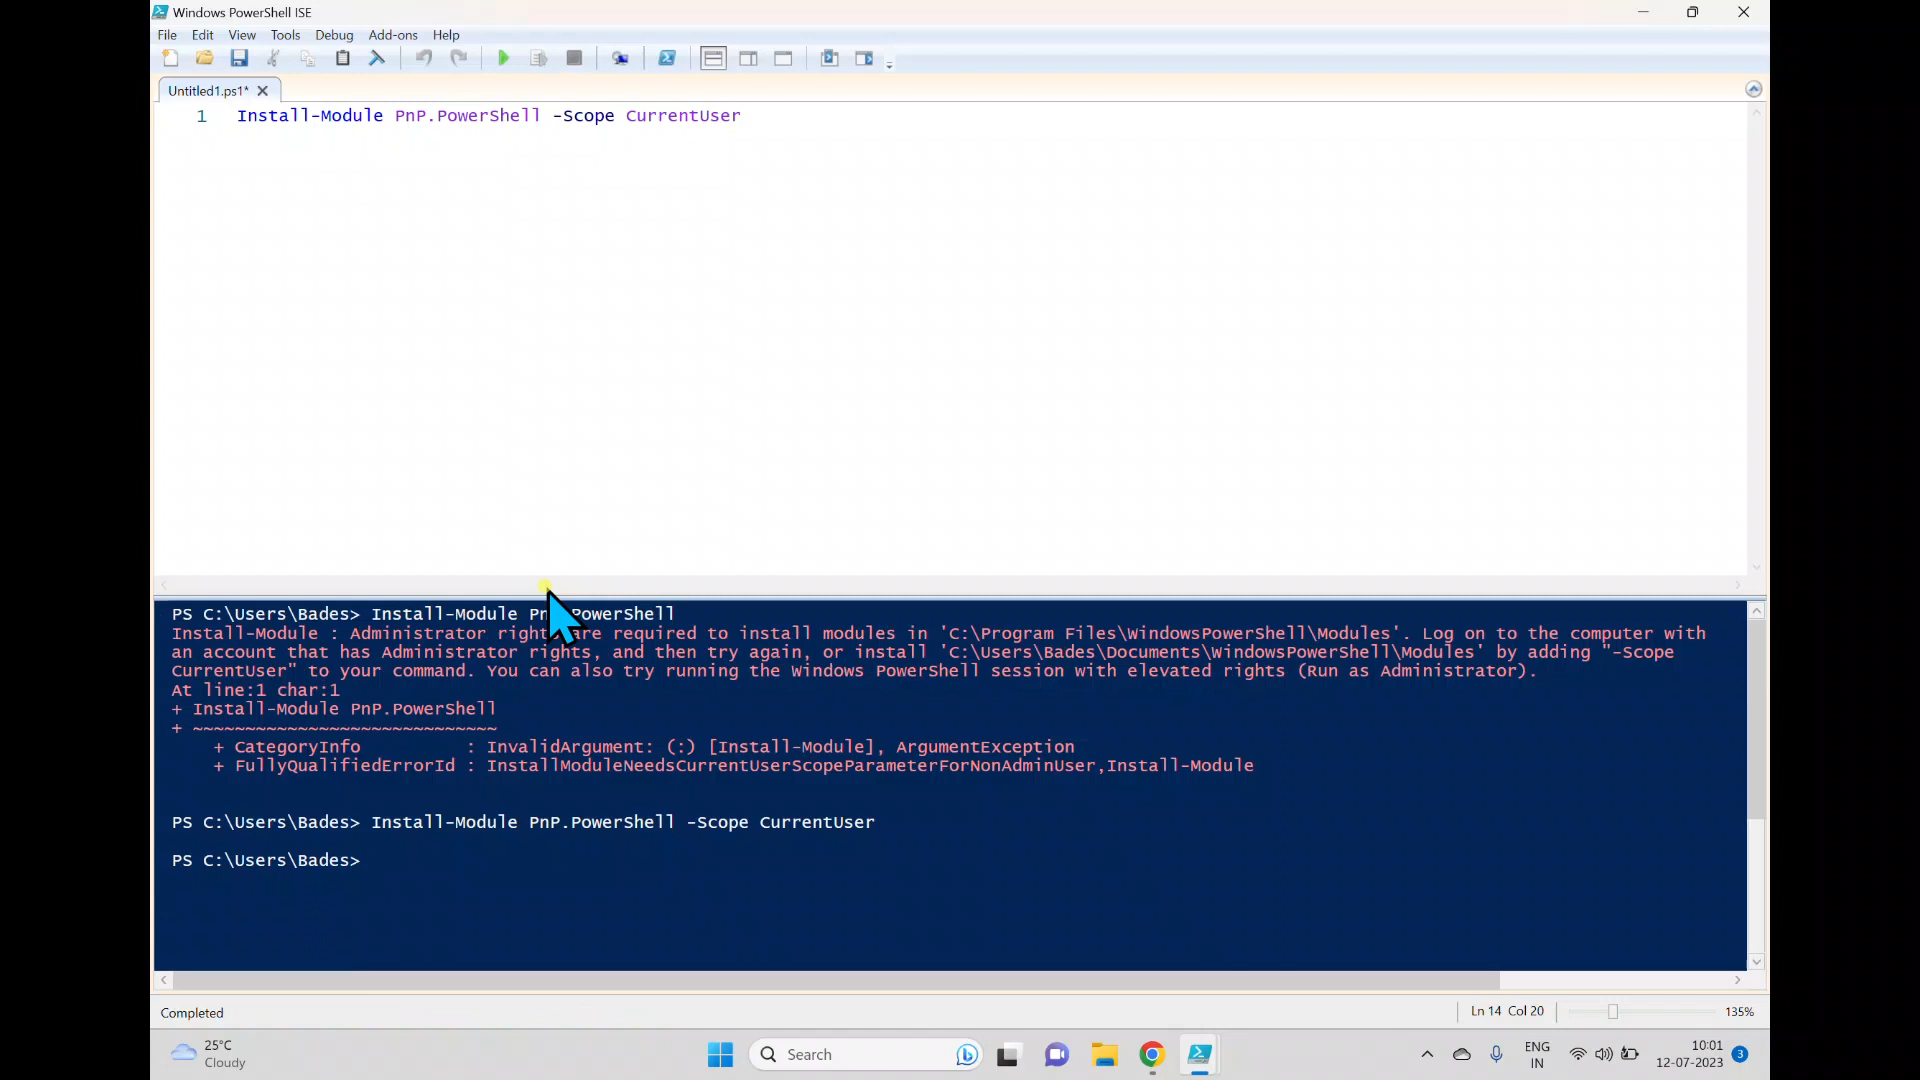 Windows PowerShell ISE
File Edit View Tools Debug Add-ons Help
Untitled1.ps1*
1 Install-Module PnP.PowerShell -Scope CurrentUser
PS C:\Users\Bades> Install-Module PnP.PowerShell
Install-Module : Administrator rights are required to install modules in 'C:\Program Files\WindowsPowerShell\Modules'. Log on to the computer with
an account that has Administrator rights, and then try again, or install 'C:\Users\Bades\Documents\WindowsPowerShell\Modules' by adding "-Scope
CurrentUser" to your command. You can also try running the Windows PowerShell session with elevated rights (Run as Administrator).
At line:1 char:1
+ Install-Module PnP.PowerShell
+ ~~~~~~~~~~~~~~~~~~~~~~~~~~~~~
+ CategoryInfo : InvalidArgument: (:) [Install-Module], ArgumentException
+ FullyQualifiedErrorId : InstallModuleNeedsCurrentUserScopeParameterForNonAdminUser,Install-Module
PS C:\Users\Bades> Install-Module PnP.PowerShell -Scope CurrentUser
PS C:\Users\Bades>
Completed
Ln 14 Col 20
135%
25°C
Cloudy
Search
ENG
IN
10:01
12-07-2023
3